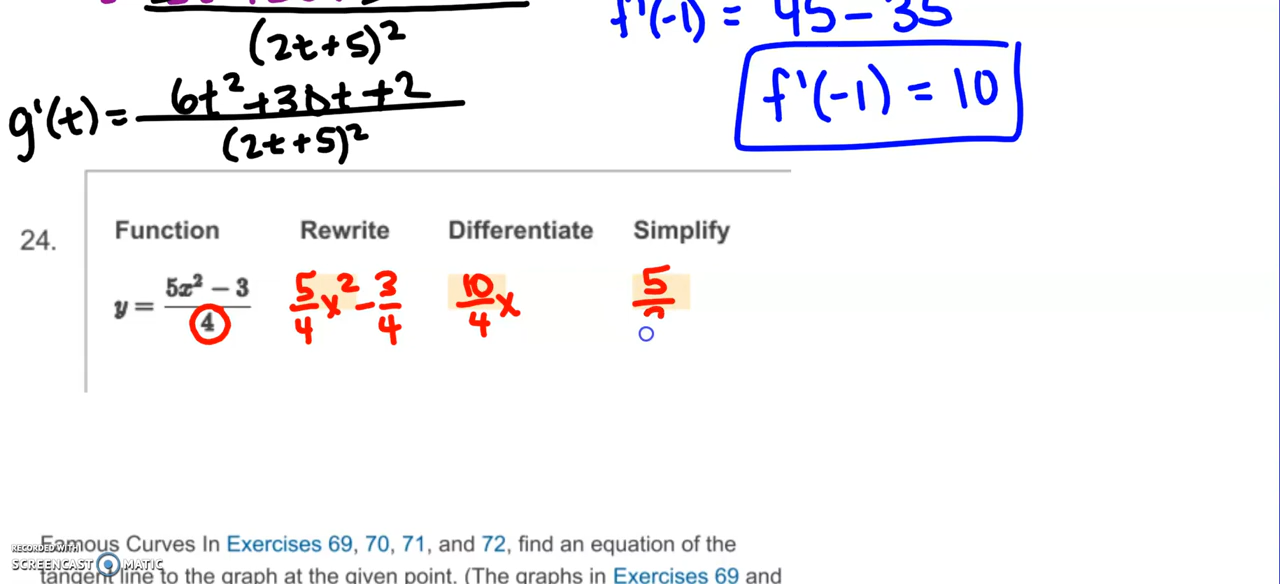 (2t+5)²
f'(-1) = 45 - 35
g'(t) = 6t²+30t+2 / (2t+5)²
f'(-1) = 10
24.
Function Rewrite Differentiate Simplify
y = 5x² - 3 / 4 5/4 x² - 3/4 10/4 x 5/
Famous Curves In Exercises 69, 70, 71, and 72, find an equation of the
RECORDED WITH
SCREENCAST MATIC
tangent line to the graph at the given point. (The graphs in Exercises 69 and